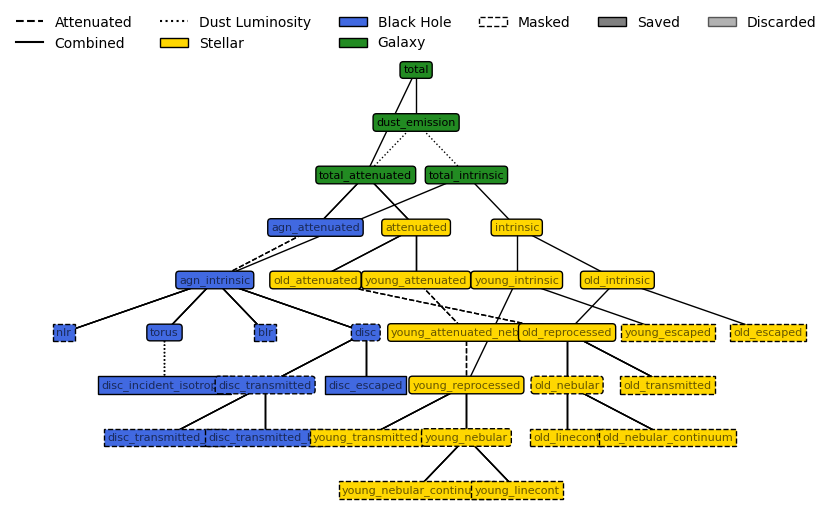 Attenuated Dust Luminosity Black Hole Masked Saved Discarded
Combined Stellar Galaxy
total
dust_emission
total_attenuated total_intrinsic
agn_attenuated attenuated intrinsic
agn_intrinsic old_attenuated young_attenuated young_intrinsic old_intrinsic
nlr torus blr disc young_attenuated_neb old_reprocessed young_escaped old_escaped
disc_incident_isotrop disc_transmitted disc_escaped young_reprocessed old_nebular old_transmitted
disc_transmitted disc_transmitted_ young_transmitted young_nebular old_linecont old_nebular_continuum
young_nebular_continu young_linecont